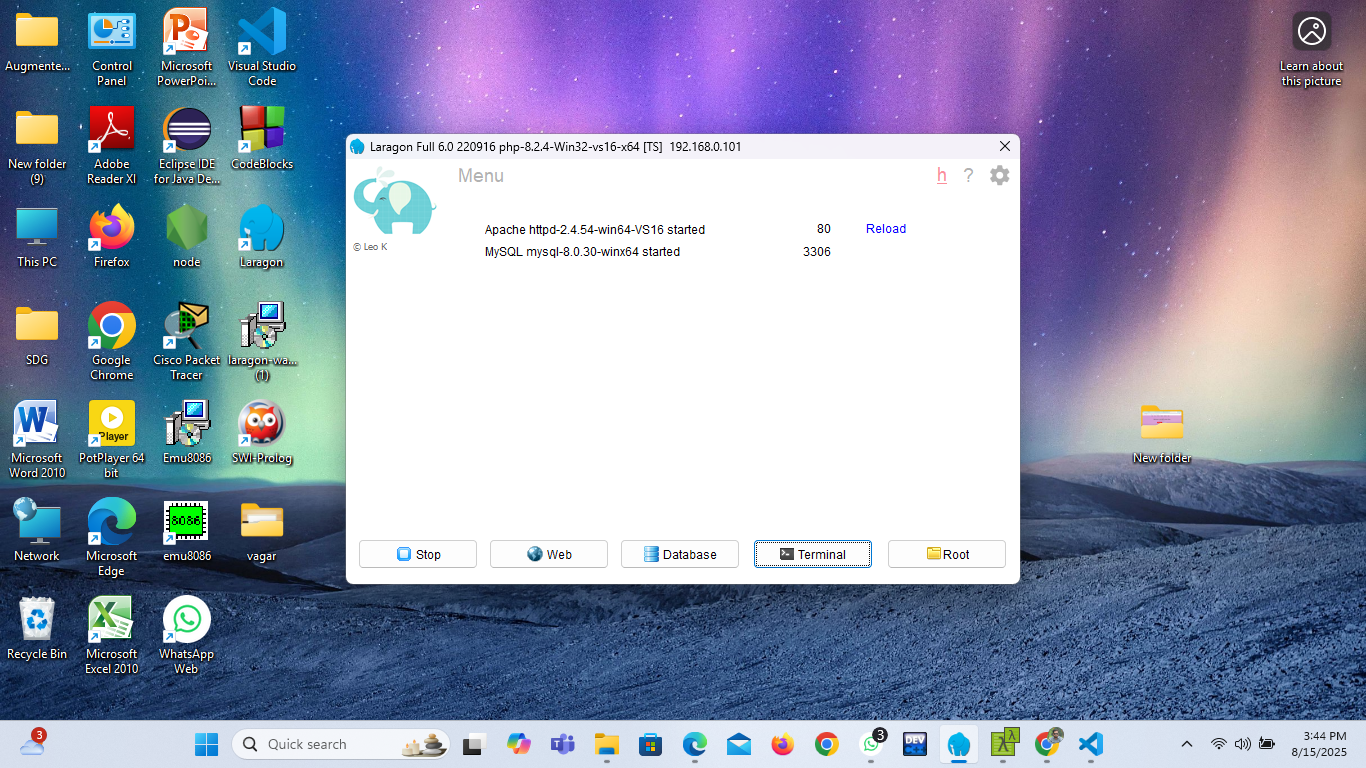 Augmente...
Control
Panel
Microsoft
PowerPoi...
Visual Studio
Code
Learn about
this picture
New folder
(9)
Adobe
Reader XI
Eclipse IDE
for Java De...
CodeBlocks
This PC
Firefox
node
Laragon
SDG
Google
Chrome
Cisco Packet
Tracer
laragon-wa...
(1)
Microsoft
Word 2010
Player
PotPlayer 64
bit
Emu8086
SWI-Prolog
Network
Microsoft
Edge
8086
emu8086
vagar
Recycle Bin
Microsoft
Excel 2010
WhatsApp
Web
New folder
Laragon Full 6.0 220916 php-8.2.4-Win32-vs16-x64 [TS] 192.168.0.101
Menu
h ?
© Leo K
Apache httpd-2.4.54-win64-VS16 started 80 Reload
MySQL mysql-8.0.30-winx64 started 3306
Stop Web Database Terminal Root
3
Quick search
3
DEV
λ λ
3:44 PM
8/15/2025